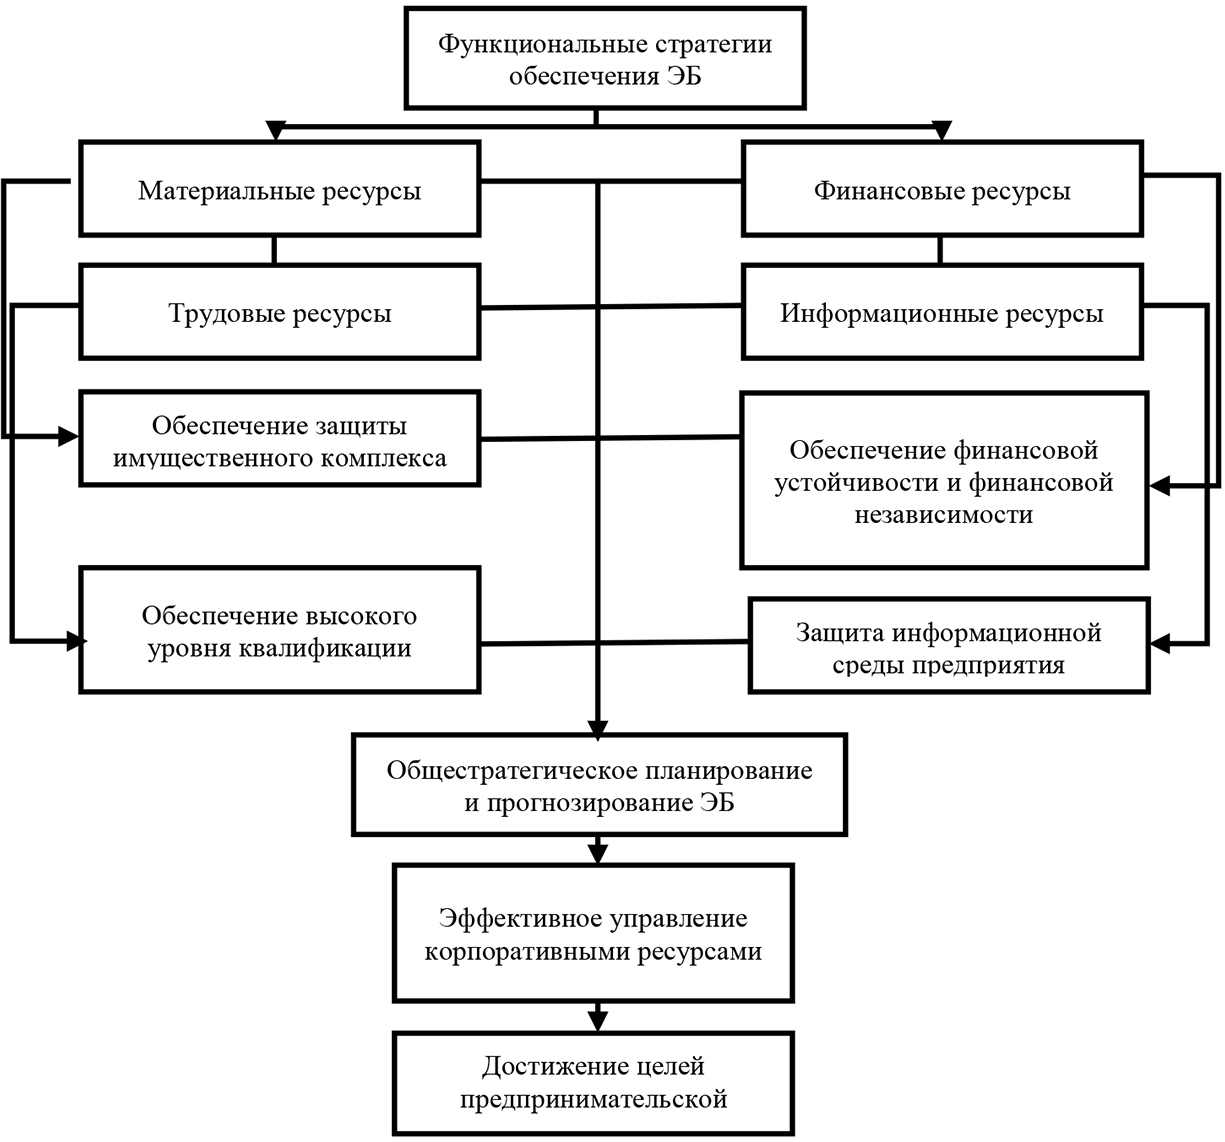 Функциональные стратегии
обеспечения ЭБ
Материальные ресурсы
Финансовые ресурсы
Трудовые ресурсы
Информационные ресурсы
Обеспечение защиты
имущественного комплекса
Обеспечение финансовой
устойчивости и финансовой
независимости
Обеспечение высокого
уровня квалификации
Защита информационной
среды предприятия
Общестратегическое планирование
и прогнозирование ЭБ
Эффективное управление
корпоративными ресурсами
Достижение целей
предпринимательской